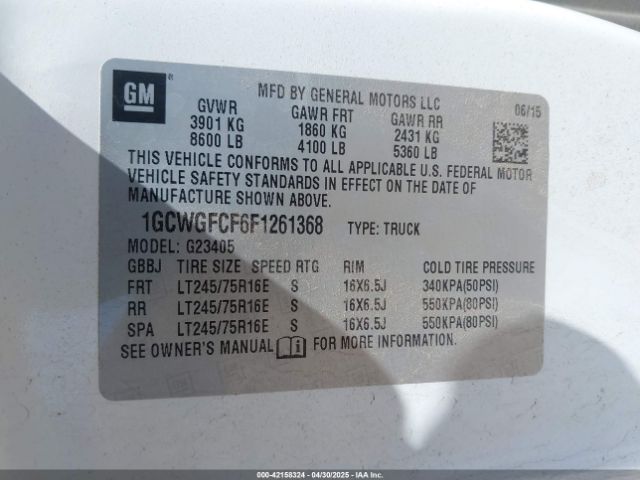 GM ®
MFD BY GENERAL MOTORS LLC
06/15
GVWR GAWR FRT GAWR RR
3901 KG 1860 KG 2431 KG
8600 LB 4100 LB 5360 LB
THIS VEHICLE CONFORMS TO ALL APPLICABLE U.S. FEDERAL MOTOR
VEHICLE SAFETY STANDARDS IN EFFECT ON THE DATE OF
MANUFACTURE SHOWN ABOVE.
1GCWGFCF6F1261368 TYPE: TRUCK
MODEL: G23405
GBBJ TIRE SIZE SPEED RTG RIM COLD TIRE PRESSURE
FRT LT245/75R16E S 16X6.5J 340KPA(50PSI)
RR LT245/75R16E S 16X6.5J 550KPA(80PSI)
SPA LT245/75R16E S 16X6.5J 550KPA(80PSI)
SEE OWNER'S MANUAL FOR MORE INFORMATION.
000-42158324 - 04/30/2025 - IAAI.com